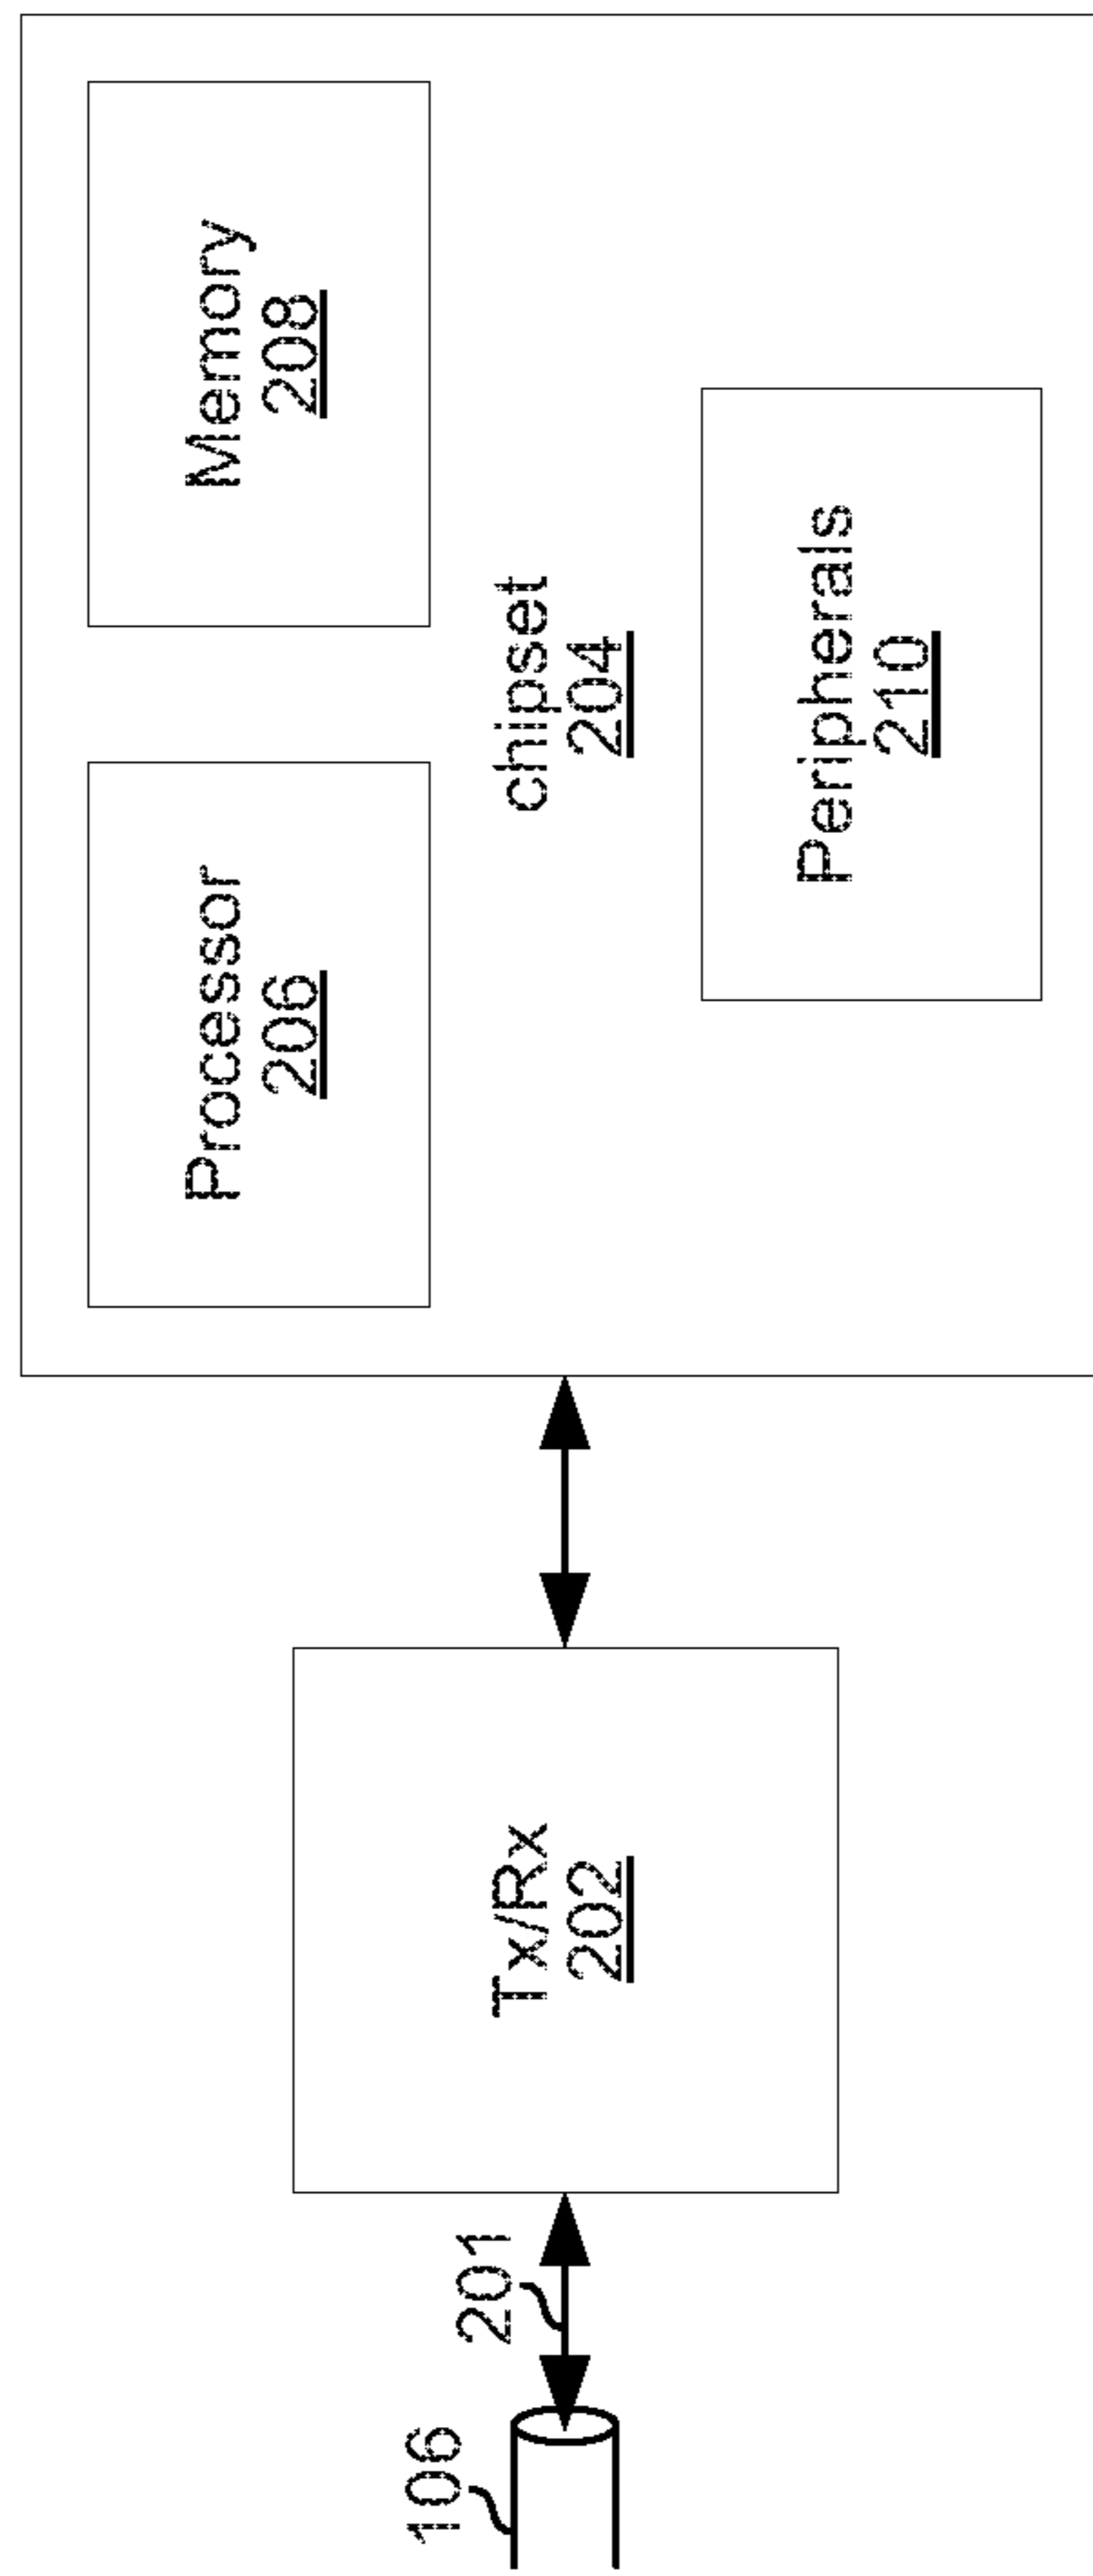 106
201
Tx/Rx
202
Processor
206
Memory
208
chipset
204
Peripherals
210